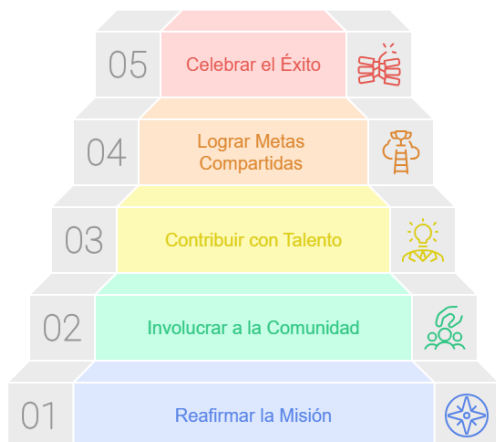 05
Celebrar el Éxito
04
Lograr Metas
Compartidas
03
Contribuir con Talento
02
Involucrar a la Comunidad
01
Reafirmar la Misión